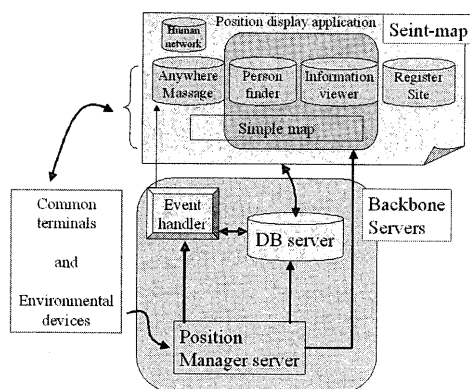 Position display application
Seint-map
Human
network
Anywhere
Massage
Person
finder
Information
viewer
Register
Site
Simple map
Common
terminals
and
Environmental
devices
Event
handler
DB server
Backbone
Servers
Position
Manager server